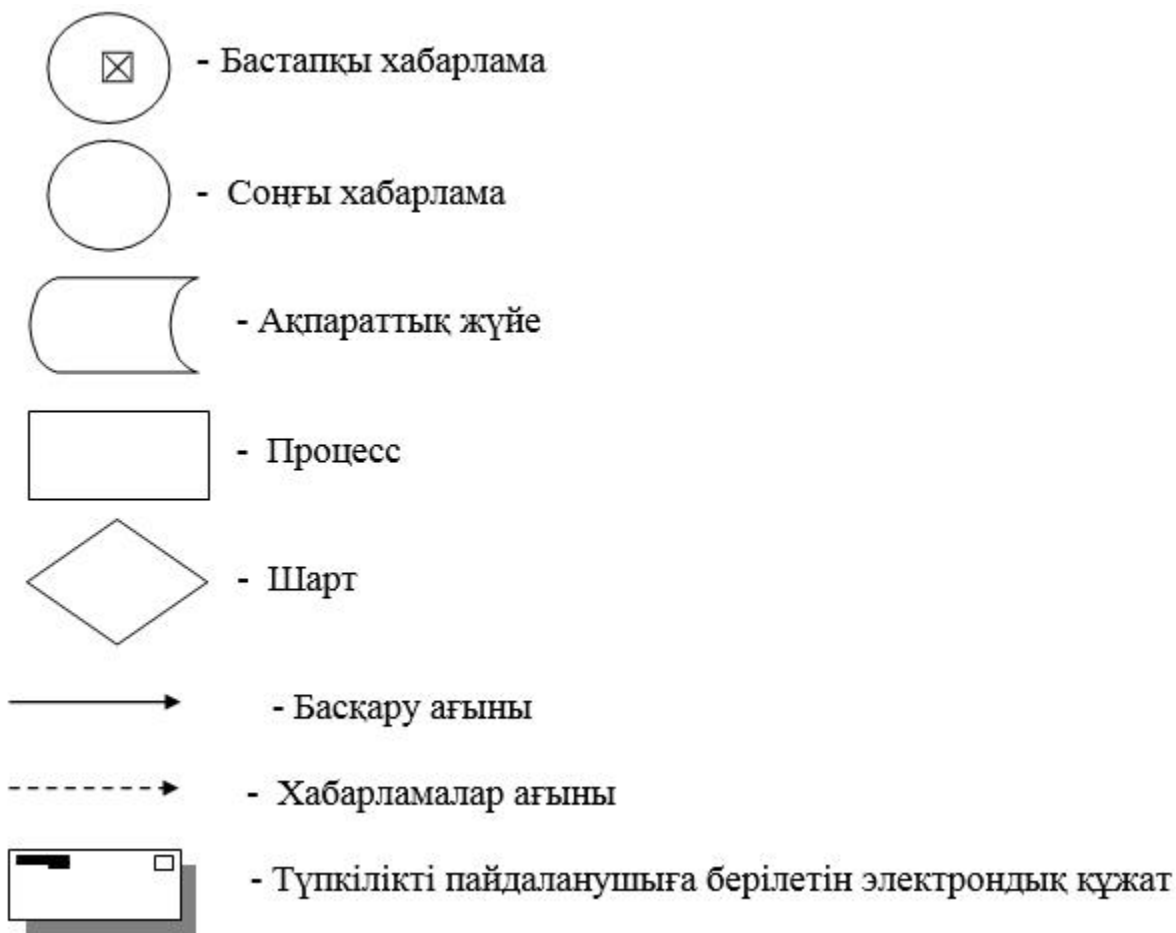 - Бастапқы хабарлама
- Соңғы хабарлама
- Ақпараттық жүйе
- Процесс
- Шарт
- Басқару ағыны
- Хабарламалар ағыны
- Түпкілікті пайдаланушыға берілетін электрондық құжат